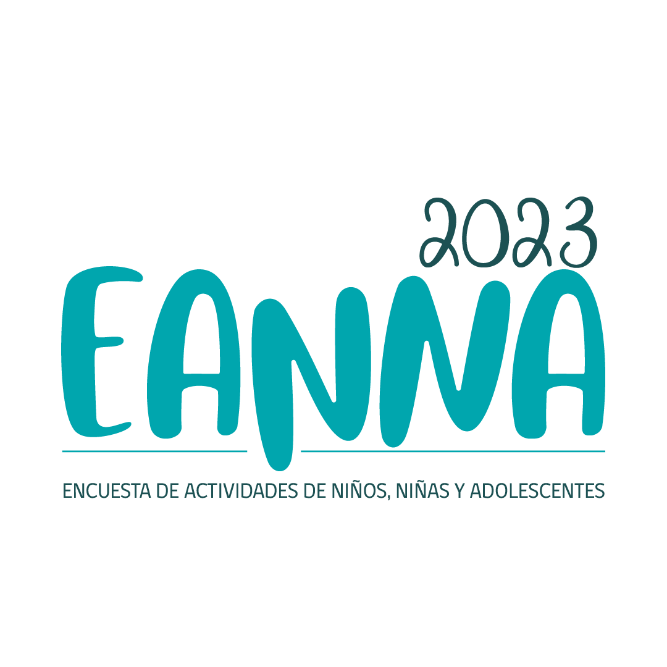 2023
EANNA
ENCUESTA DE ACTIVIDADES DE NIÑOS, NIÑAS Y ADOLESCENTES